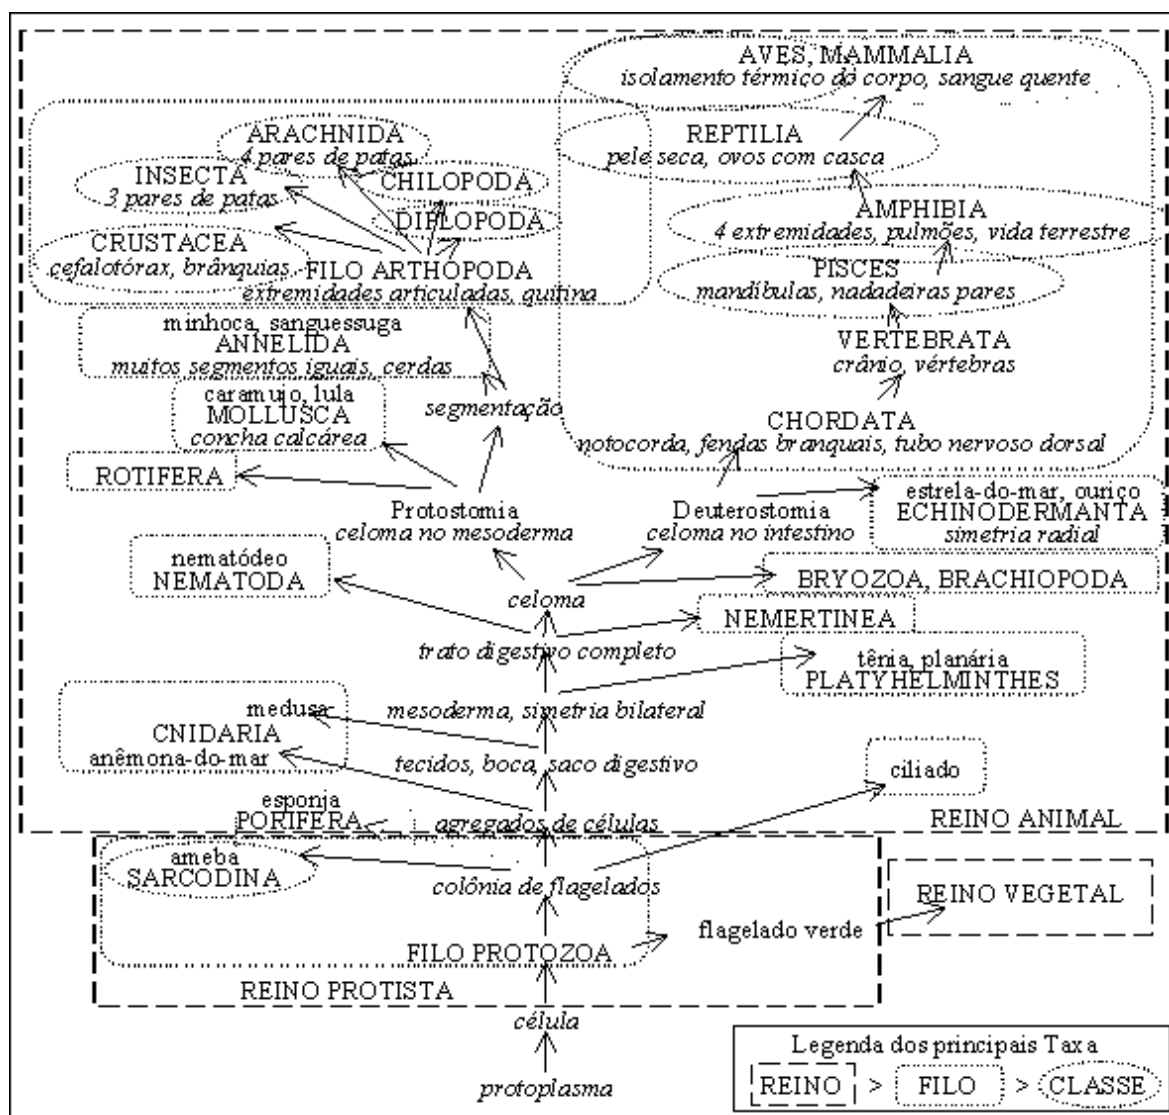 AVES, MAMMALIA
isolamento térmico do corpo, sangue quente
ARACHNIDA
4 pares de patas
REPTILIA
pele seca, ovos com casca
INSECTA
3 pares de patas
CHILOPODA
DIPLOPODA
AMPHIBIA
4 extremidades, pulmões, vida terrestre
CRUSTACEA
cefalotórax, brânquias
FILO ARTHÓPODA
extremidades articuladas, quitina
PISCES
mandíbulas, nadadeiras pares
minhoca, sanguessuga
ANNELIDA
muitos segmentos iguais, cerdas
VERTEBRATA
crânio, vértebras
caramujo, lula
MOLLUSCA
concha calcárea
segmentação
CHORDATA
notocorda, fendas branquais, tubo nervoso dorsal
ROTIFERA
Protostomia
celoma no mesoderma
Deuterostomia
celoma no intestino
estrela-do-mar, ouriço
ECHINODERMANTA
simetria radial
nematódeo
NEMATODA
celoma
BRYOZOA, BRACHIOPODA
NEMERTINEA
trato digestivo completo
tênia, planária
PLATYHELMINTHES
mesoderma, simetria bilateral
medusa
CNIDARIA
anêmona-do-mar
tecidos, boca, saco digestivo
ciliado
esponja
PORIFERA
agregados de células
REINO ANIMAL
ameba
SARCODINA
colônia de flagelados
REINO VEGETAL
flagelado verde
FILO PROTOZOA
REINO PROTISTA
célula
protoplasma
Legenda dos principais Taxa
REINO > FILO > CLASSE